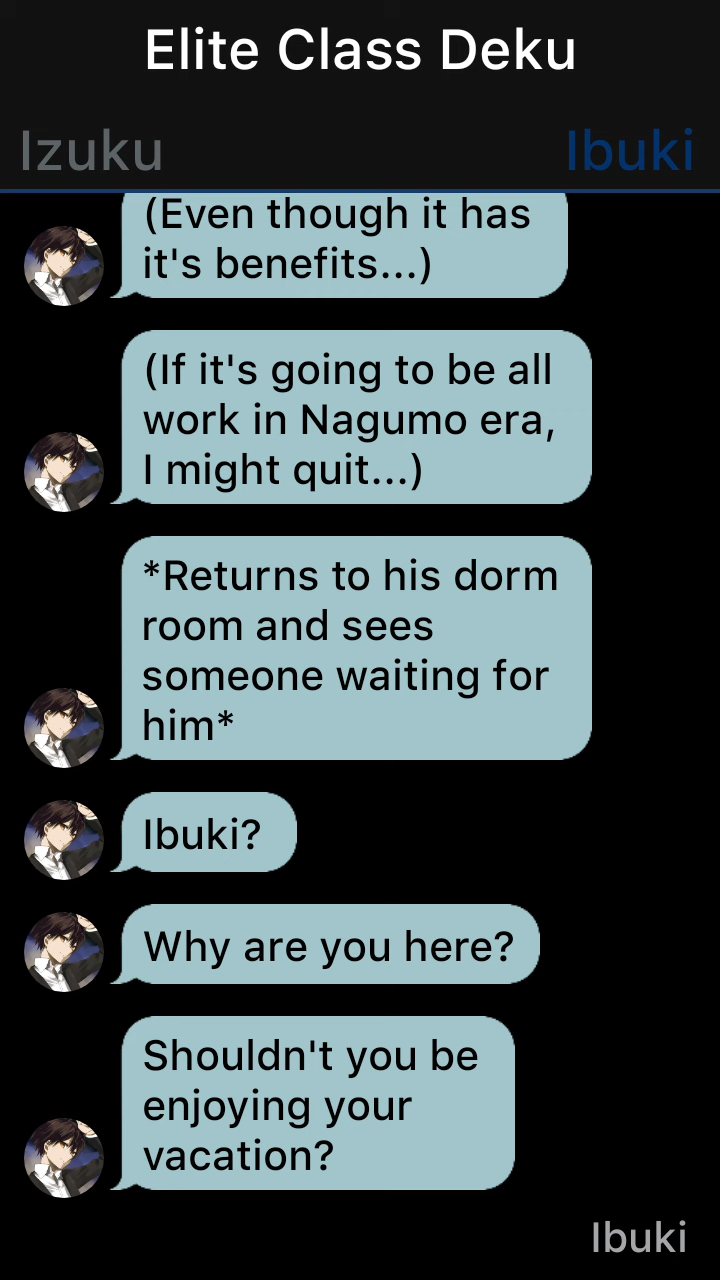 Elite Class Deku
Izuku
Ibuki
(Even though it has
it's benefits...)
(If it's going to be all
work in Nagumo era,
I might quit...)
*Returns to his dorm
room and sees
someone waiting for
him*
Ibuki?
Why are you here?
Shouldn't you be
enjoying your
vacation?
Ibuki